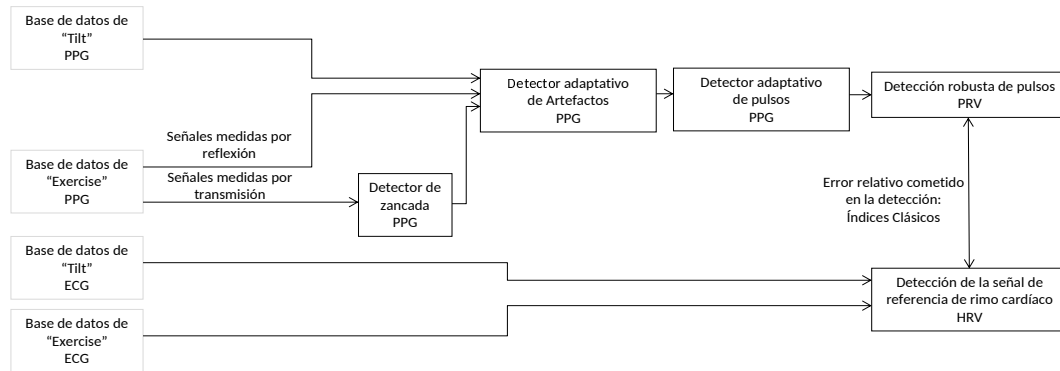 Base de datos de
“Tilt”
PPG
Detector adaptativo
de Artefactos
PPG
Detector adaptativo
de pulsos
PPG
Detección robusta de pulsos
PRV
Señales medidas por
reflexión
Base de datos de
“Exercise”
PPG
Señales medidas por
transmisión
Detector de
zancada
PPG
Error relativo cometido
en la detección:
Índices Clásicos
Base de datos de
“Tilt”
ECG
Detección de la señal de
referencia de rimo cardíaco
HRV
Base de datos de
“Exercise”
ECG